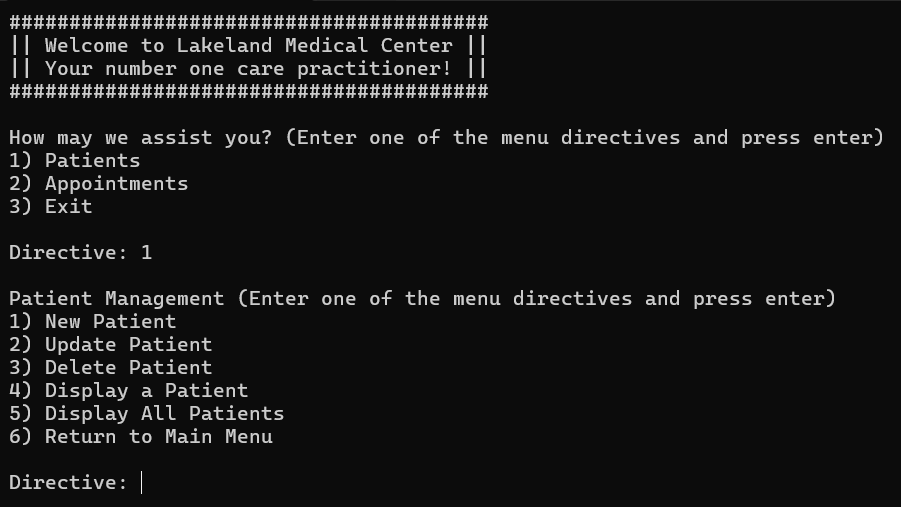 ########################################
|| Welcome to Lakeland Medical Center ||
|| Your number one care practitioner! ||
########################################
How may we assist you? (Enter one of the menu directives and press enter)
1) Patients
2) Appointments
3) Exit
Directive: 1
Patient Management (Enter one of the menu directives and press enter)
1) New Patient
2) Update Patient
3) Delete Patient
4) Display a Patient
5) Display All Patients
6) Return to Main Menu
Directive: